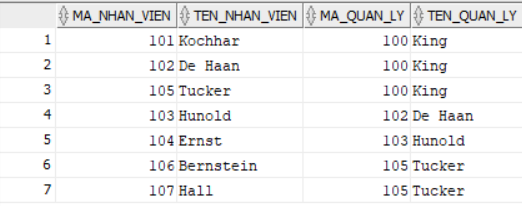 MA_NHAN_VIEN TEN_NHAN_VIEN MA_QUAN_LY TEN_QUAN_LY
1 101 Kochhar 100 King
2 102 De Haan 100 King
3 105 Tucker 100 King
4 103 Hunold 102 De Haan
5 104 Ernst 103 Hunold
6 106 Bernstein 105 Tucker
7 107 Hall 105 Tucker